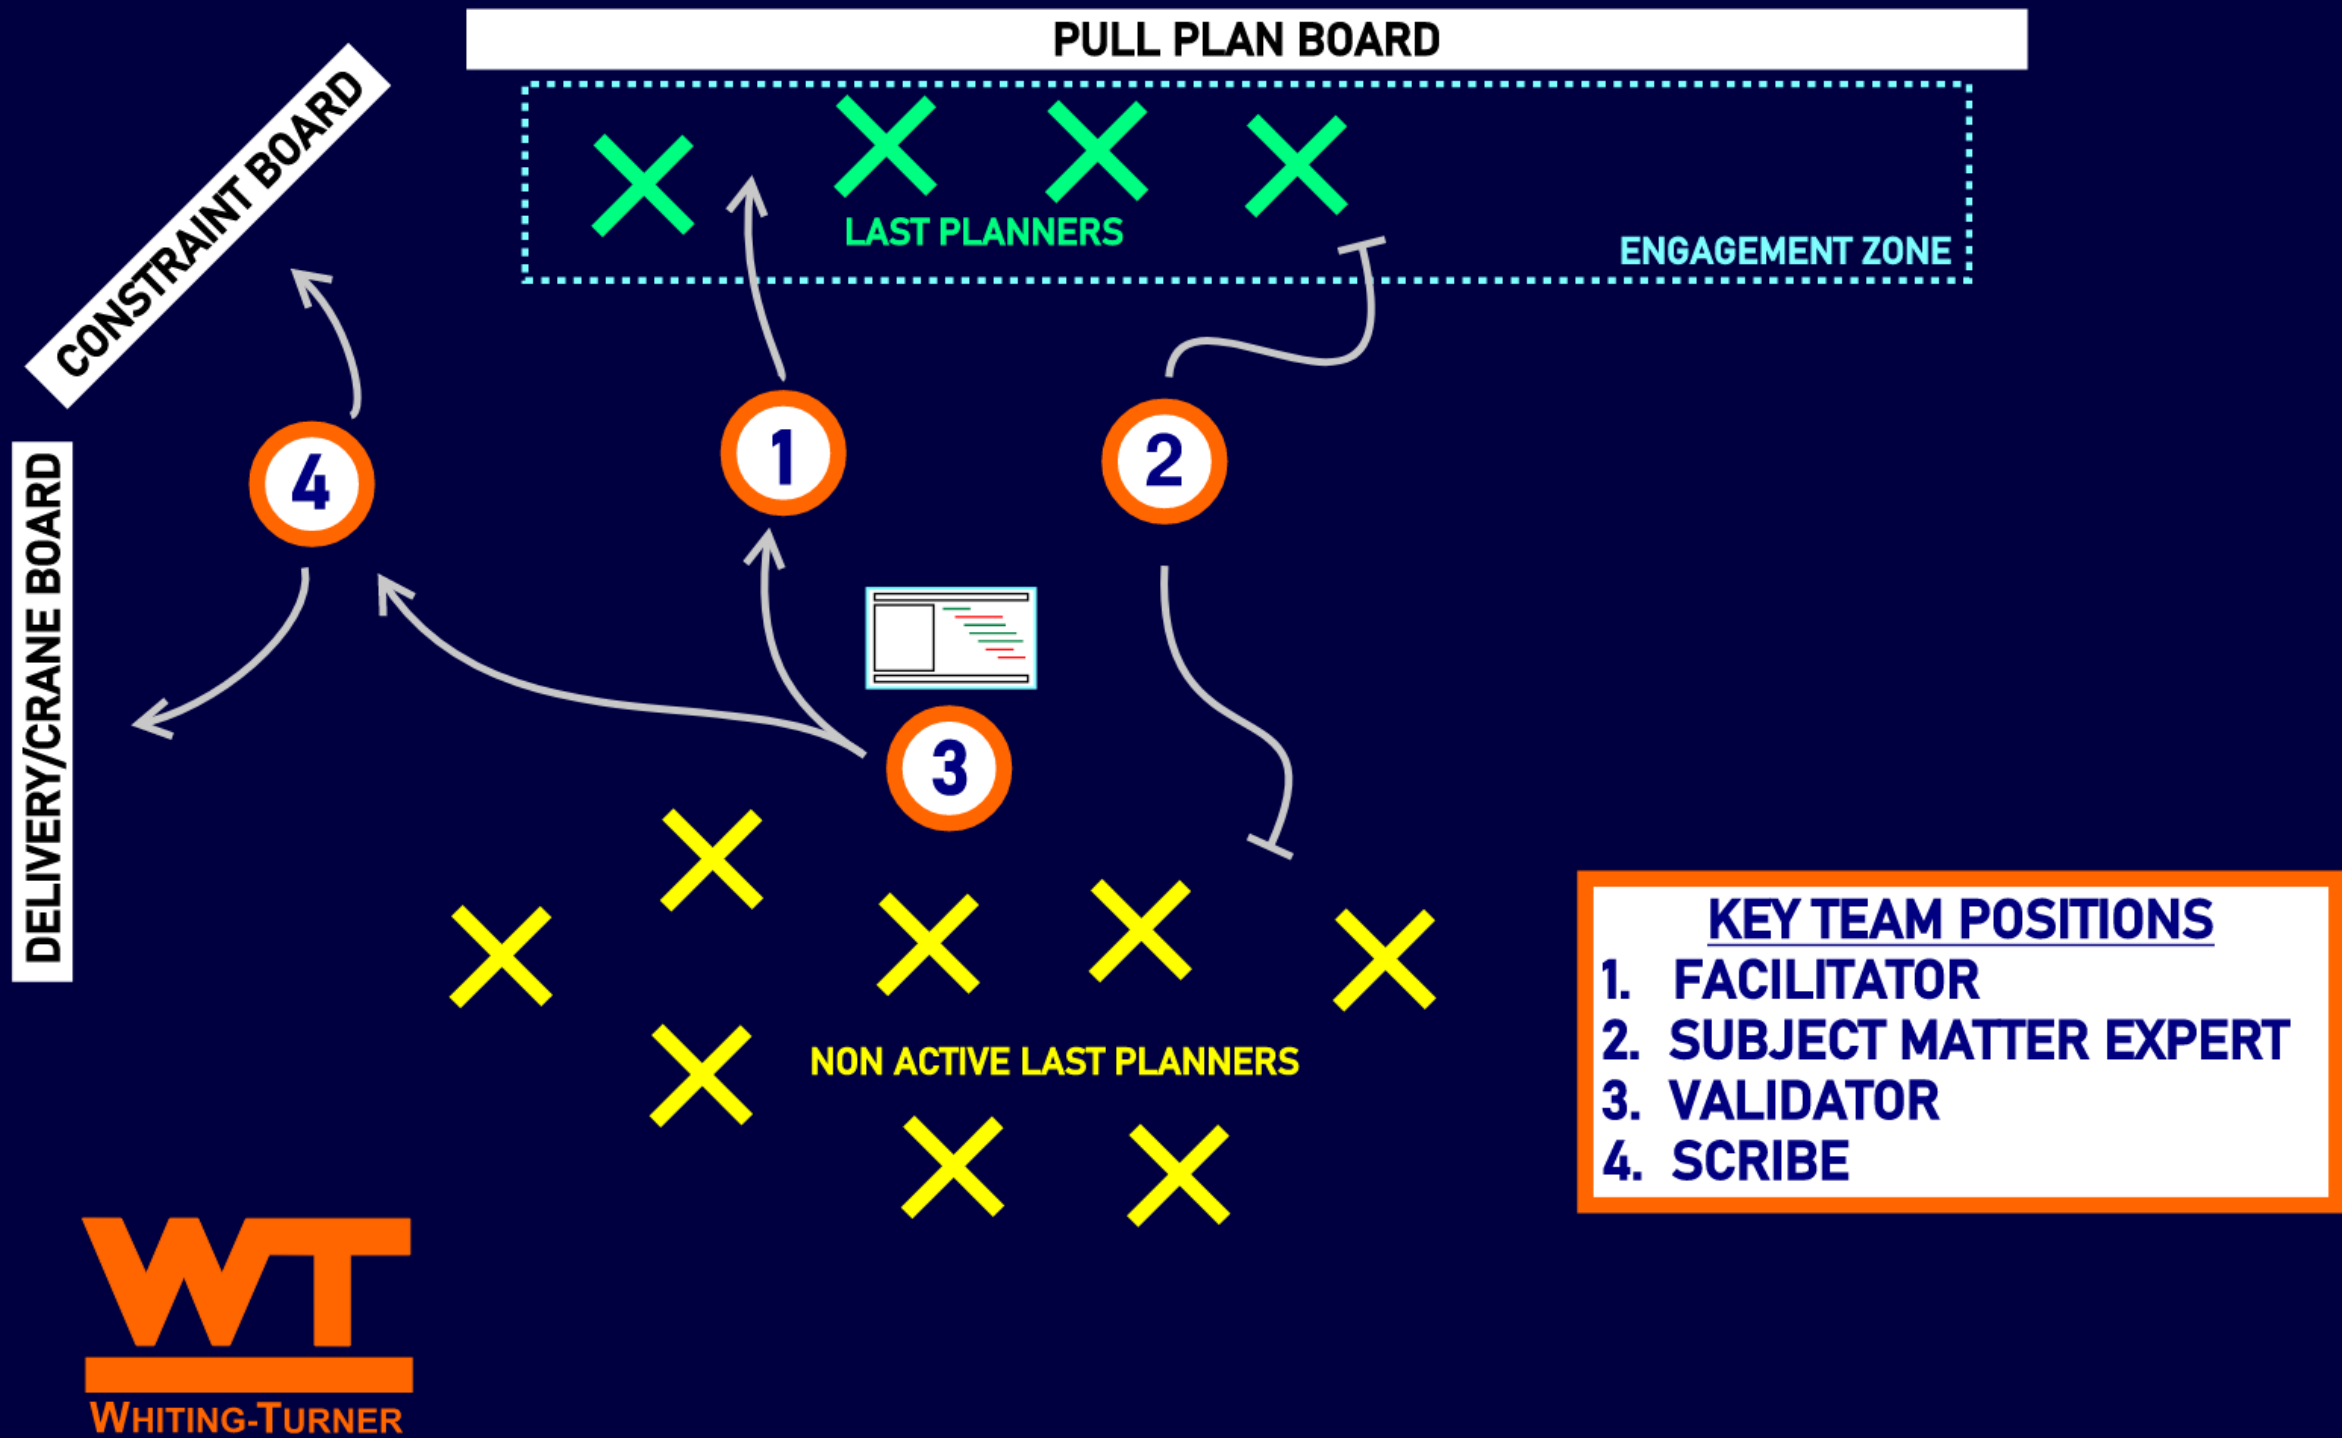 PULL PLAN BOARD
CONSTRAINT BOARD
LAST PLANNERS
ENGAGEMENT ZONE
DELIVERY/CRANE BOARD
4
1
2
3
NON ACTIVE LAST PLANNERS
KEY TEAM POSITIONS
1. FACILITATOR
2. SUBJECT MATTER EXPERT
3. VALIDATOR
4. SCRIBE
WT
WHITING-TURNER